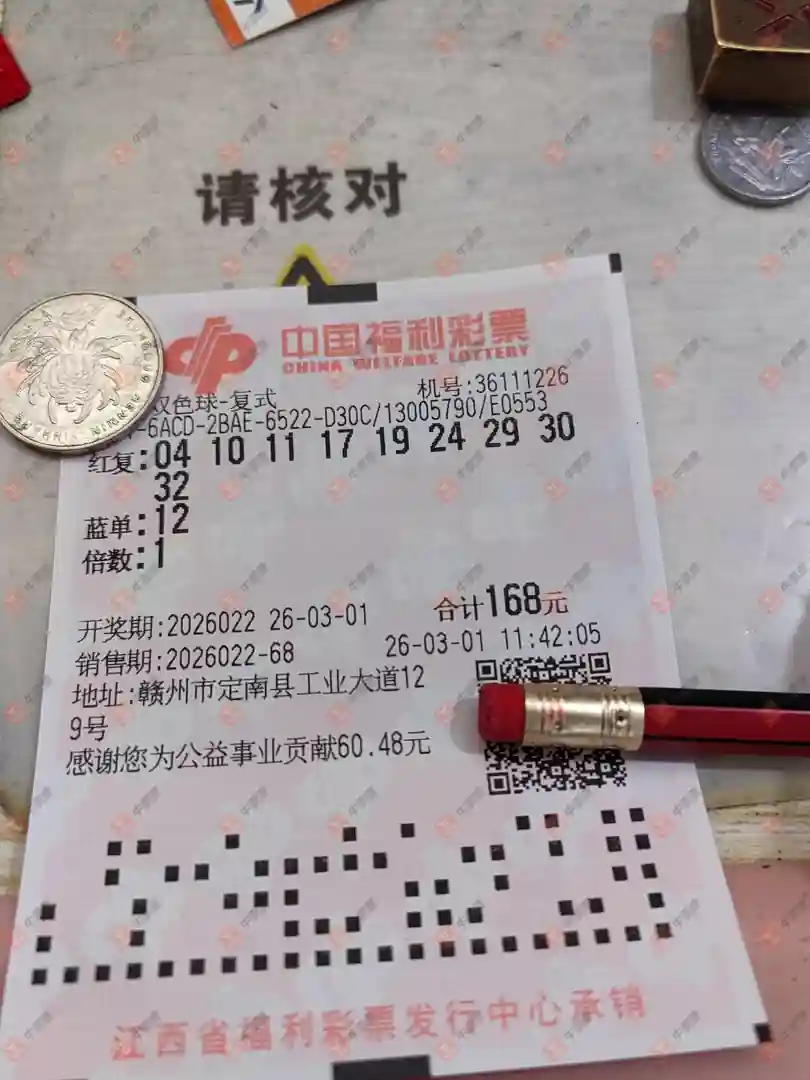 请核对
中国福利彩票
CHINA WELFARE LOTTERY
双色球-复式 机号:36111226
-6ACD-2BAE-6522-D30C/13005790/E0553
红复:04 10 11 17 19 24 29 30
32
蓝单:12
倍数:1
开奖期:2026022 26-03-01 合计168元
销售期:2026022-68 26-03-01 11:42:05
地址:赣州市定南县工业大道12
9号
感谢您为公益事业贡献60.48元
江西省福利彩票发行中心承销